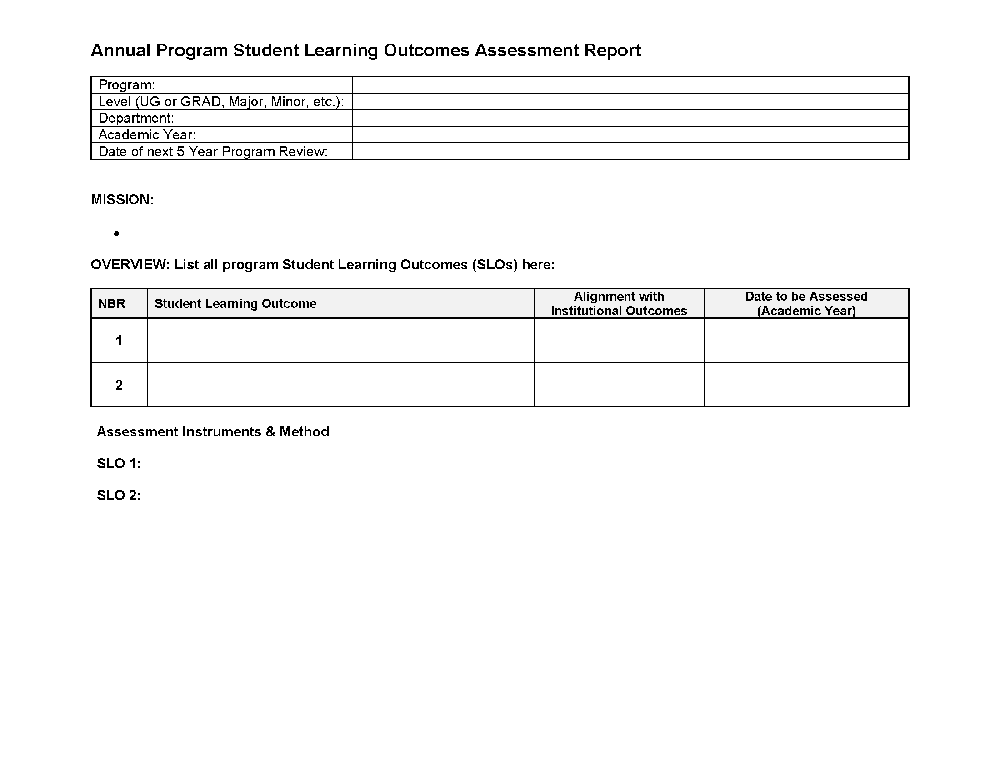 Annual Program Student Learning Outcomes Assessment Report
Program:
Level (UG or GRAD, Major, Minor, etc.):
Department:
Academic Year:
Date of next 5 Year Program Review:
MISSION:
•
OVERVIEW: List all program Student Learning Outcomes (SLOs) here:
NBR
Student Learning Outcome
Alignment with
Institutional Outcomes
Date to be Assessed
(Academic Year)
1
2
Assessment Instruments & Method
SLO 1:
SLO 2: